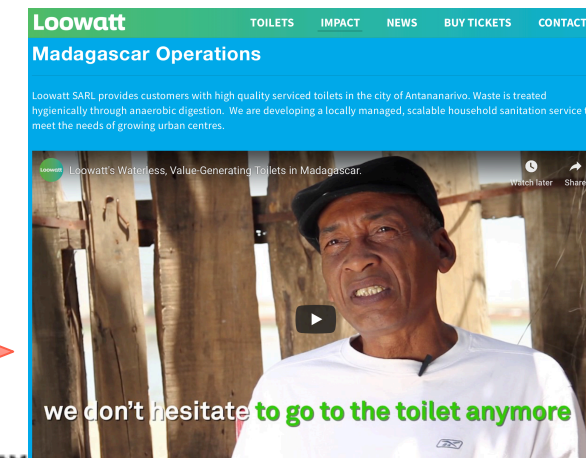 Loowatt TOILETS IMPACT NEWS BUY TICKETS CONTACT
Madagascar Operations
Loowatt SARL provides customers with high quality serviced toilets in the city of Antananarivo. Waste is treated
hygienically through anaerobic digestion. We are developing a locally managed, scalable household sanitation service
meet the needs of growing urban centres.
Loowatt Loowatt's Waterless, Value-Generating Toilets in Madagascar.
Watch later Share
we don't hesitate to go to the toilet anymore